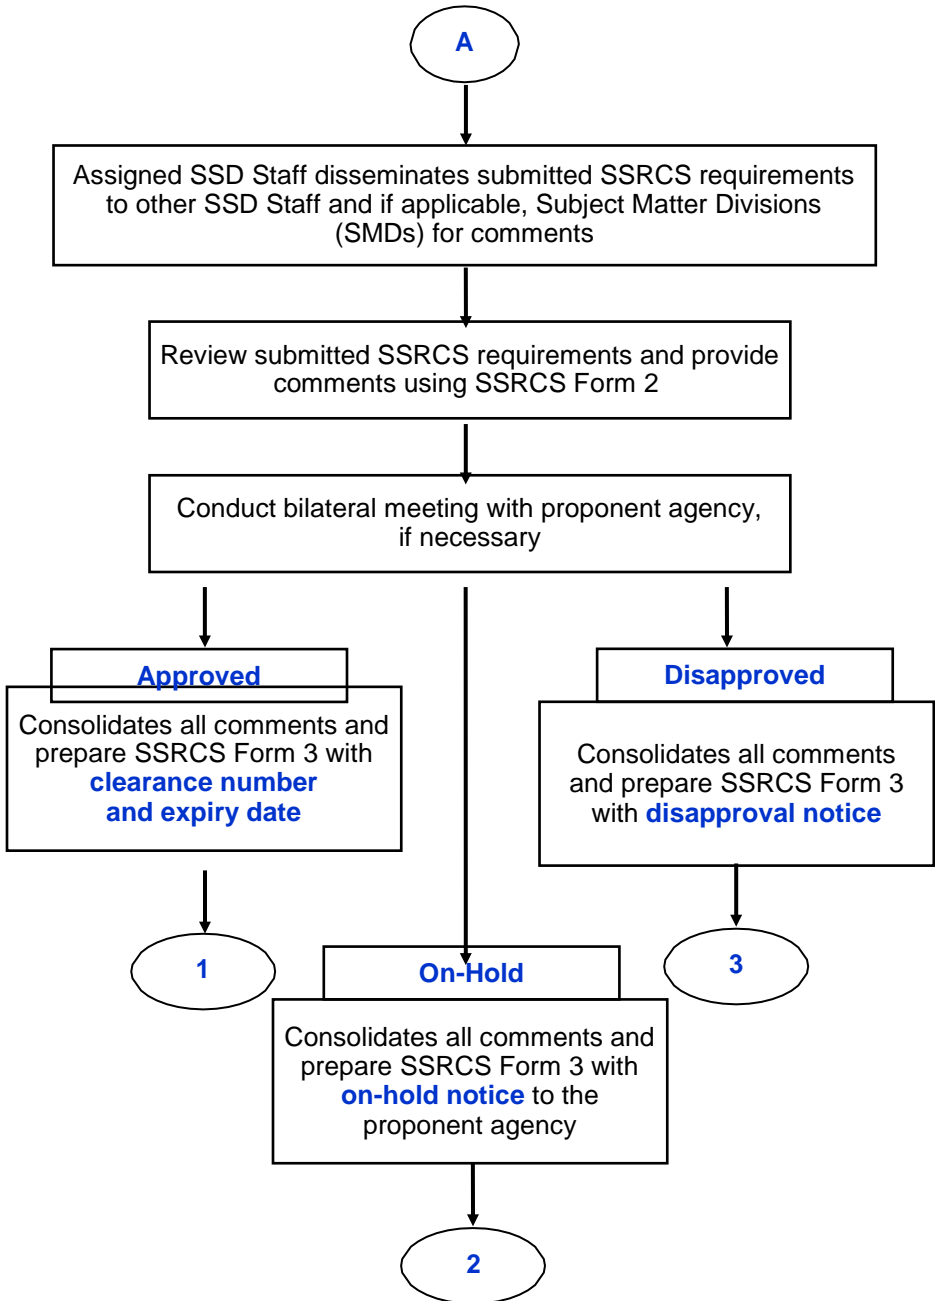 A
Assigned SSD Staff disseminates submitted SSRCS requirements
to other SSD Staff and if applicable, Subject Matter Divisions
(SMDs) for comments
Review submitted SSRCS requirements and provide
comments using SSRCS Form 2
Conduct bilateral meeting with proponent agency,
if necessary
Approved
Consolidates all comments and
prepare SSRCS Form 3 with
clearance number
and expiry date
1
Disapproved
Consolidates all comments
and prepare SSRCS Form 3
with disapproval notice
3
On-Hold
Consolidates all comments and
prepare SSRCS Form 3 with
on-hold notice to the
proponent agency
2